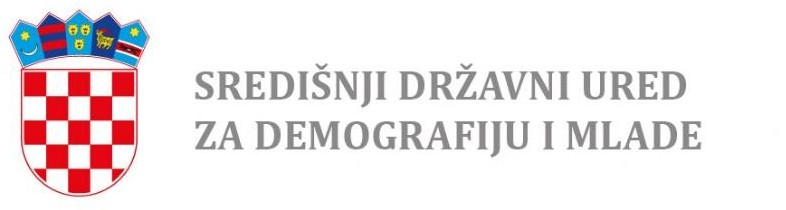 SREDIŠNJI DRŽAVNI URED
ZA DEMOGRAFIJU I MLADE